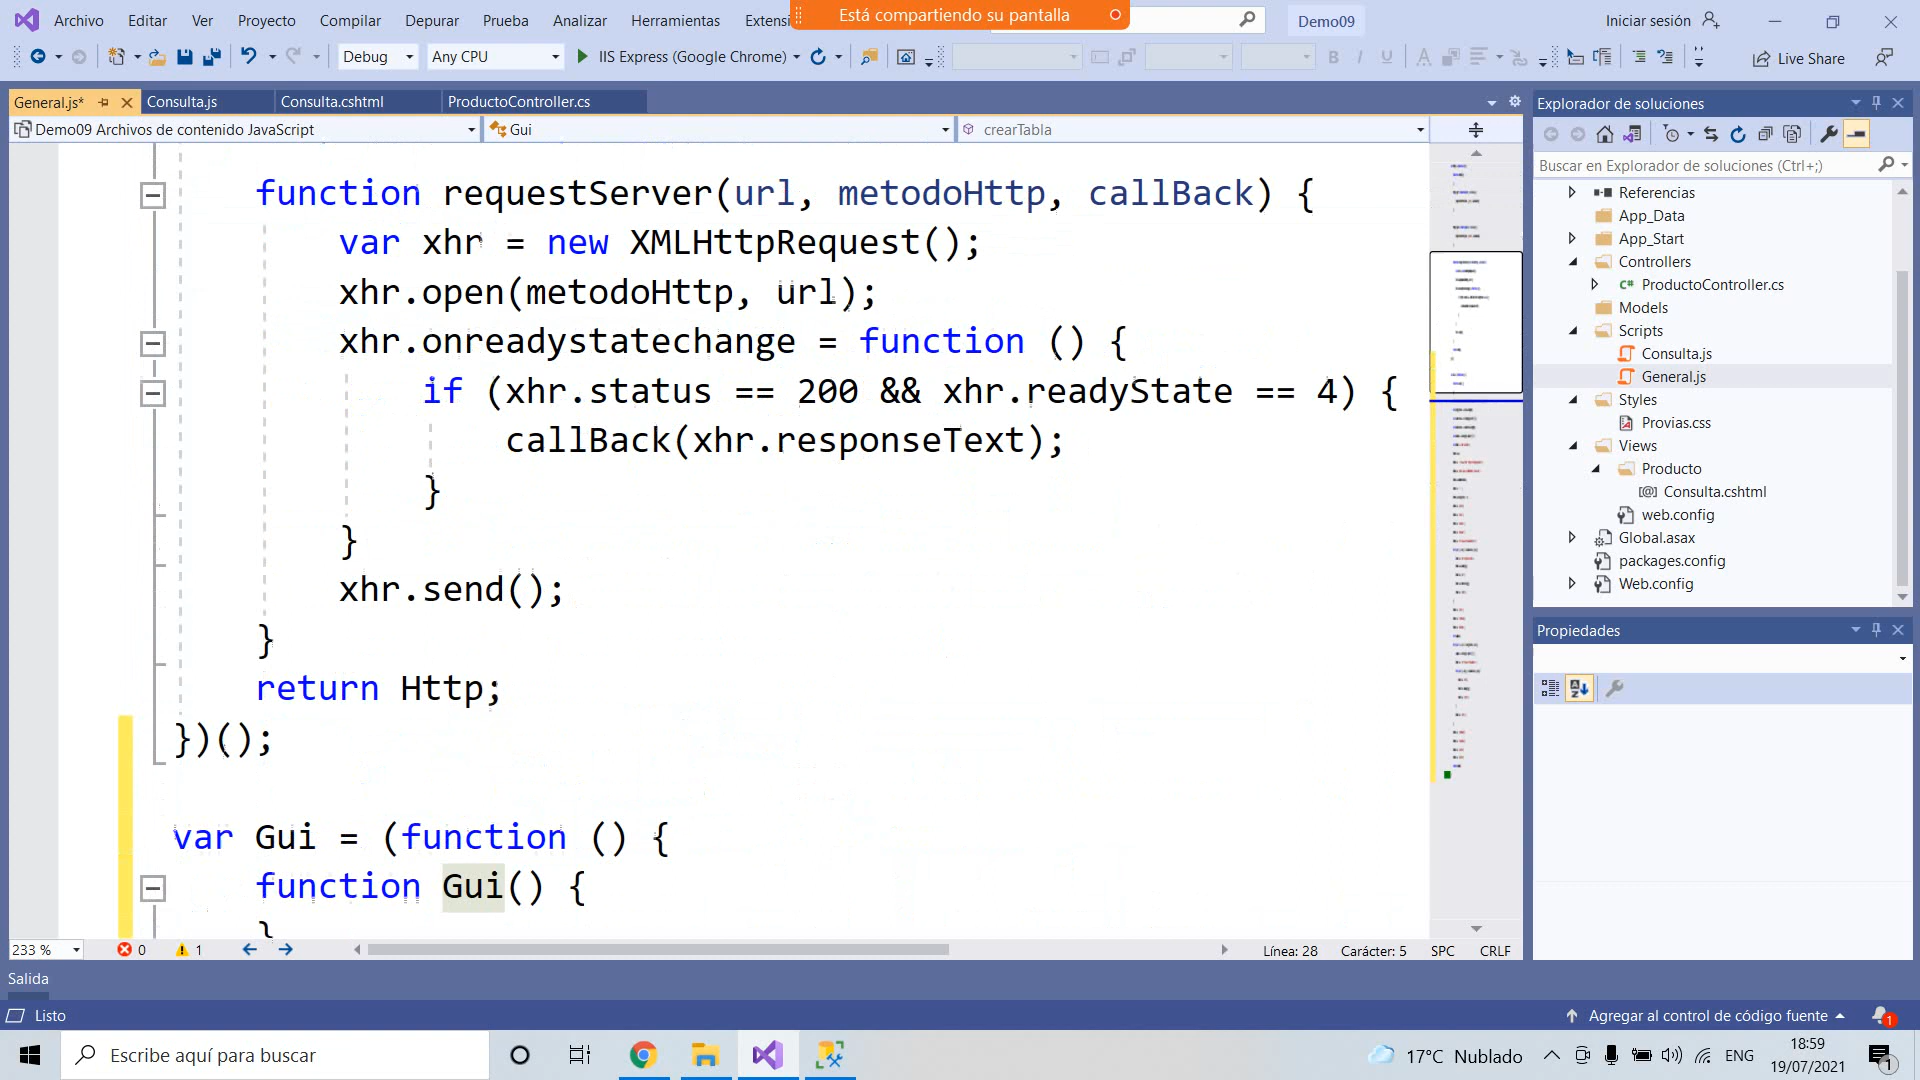 Archivo Editar Ver Proyecto Compilar Depurar Prueba Analizar Herramientas Extensi
Está compartiendo su pantalla
Demo09
Iniciar sesión
Debug Any CPU IIS Express (Google Chrome)
Live Share
General.js* Consulta.js Consulta.cshtml ProductoController.cs
Demo09 Archivos de contenido JavaScript Gui crearTabla
function requestServer(url, metodoHttp, callBack) {
var xhr = new XMLHttpRequest();
xhr.open(metodoHttp, url);
xhr.onreadystatechange = function () {
if (xhr.status == 200 && xhr.readyState == 4) {
callBack(xhr.responseText);
}
}
xhr.send();
}
return Http;
})();
var Gui = (function () {
function Gui() {
}
233 % 0 1 Línea: 28 Carácter: 5 SPC CRLF
Explorador de soluciones
Buscar en Explorador de soluciones (Ctrl+;)
Referencias
App_Data
App_Start
Controllers
C# ProductoController.cs
Models
Scripts
Consulta.js
General.js
Styles
Provias.css
Views
Producto
[@] Consulta.cshtml
web.config
Global.asax
packages.config
Web.config
Propiedades
Salida
Listo
Agregar al control de código fuente
1
Escribe aquí para buscar
17°C Nublado
ENG
18:59
19/07/2021
1